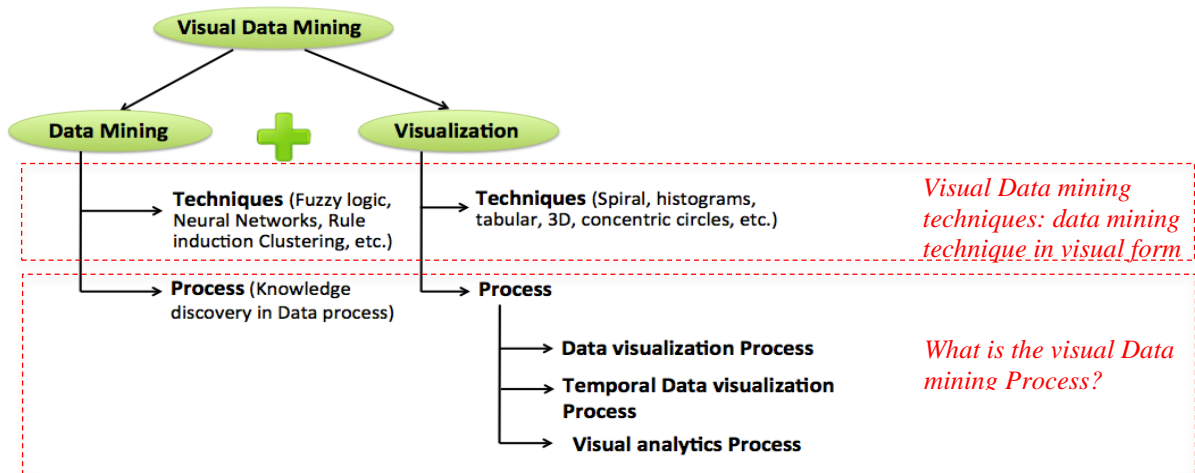 Visual Data Mining
Data Mining
Visualization
Techniques (Fuzzy logic,
Neural Networks, Rule
induction Clustering, etc.)
Techniques (Spiral, histograms,
tabular, 3D, concentric circles, etc.)
Visual Data mining
techniques: data mining
technique in visual form
Process (Knowledge
discovery in Data process)
Process
Data visualization Process
Temporal Data visualization
Process
Visual analytics Process
What is the visual Data
mining Process?